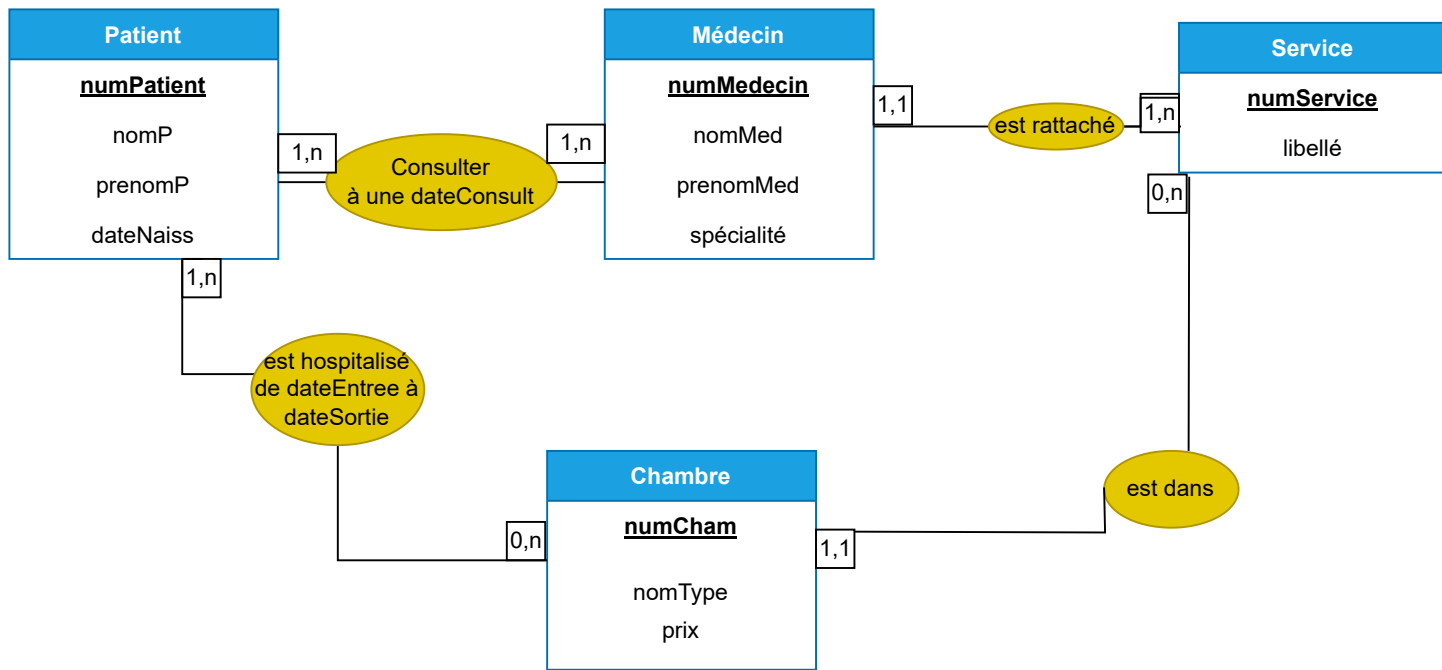 Patient
numPatient
nomP
prenomP
dateNaiss
1,n
Consulter
à une dateConsult
1,n
Médecin
numMedecin
nomMed
prenomMed
spécialité
1,1
est rattaché
1,n
Service
numService
libellé
0,n
1,n
est hospitalisé
de dateEntree à
dateSortie
0,n
Chambre
numCham
nomType
prix
1,1
est dans